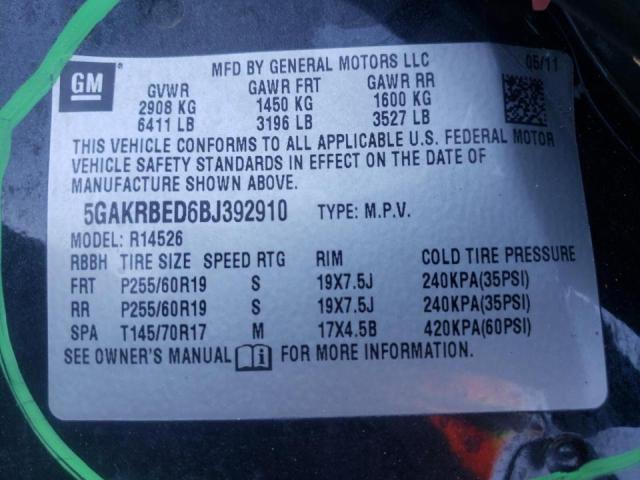 MFD BY GENERAL MOTORS LLC 05/11
GM
GVWR GAWR FRT GAWR RR
2908 KG 1450 KG 1600 KG
6411 LB 3196 LB 3527 LB
THIS VEHICLE CONFORMS TO ALL APPLICABLE U.S. FEDERAL MOTOR
VEHICLE SAFETY STANDARDS IN EFFECT ON THE DATE OF
MANUFACTURE SHOWN ABOVE.
5GAKRBED6BJ392910 TYPE: M.P.V.
MODEL: R14526
RBBH TIRE SIZE SPEED RTG RIM COLD TIRE PRESSURE
FRT P255/60R19 S 19X7.5J 240KPA(35PSI)
RR P255/60R19 S 19X7.5J 240KPA(35PSI)
SPA T145/70R17 M 17X4.5B 420KPA(60PSI)
SEE OWNER'S MANUAL i FOR MORE INFORMATION.